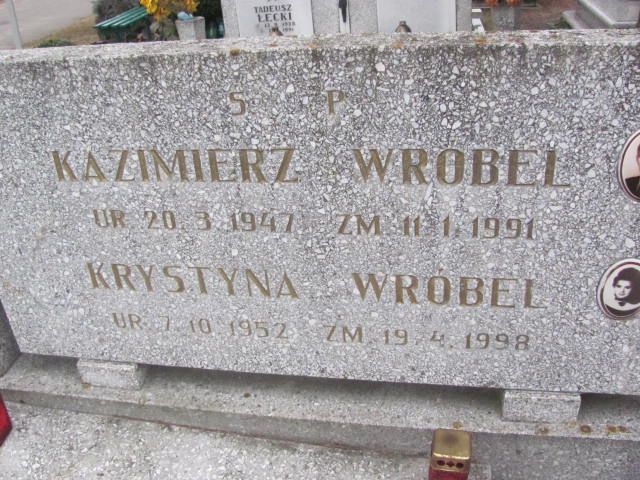 TADEUSZ
ŁĘCKI
S. P
KAZIMIERZ WRÓBEL
UR 20. 3. 1947 ZM 11. 1. 1991
KRYSTYNA WRÓBEL
UR 7. 10. 1952 ZM 19. 4. 1998